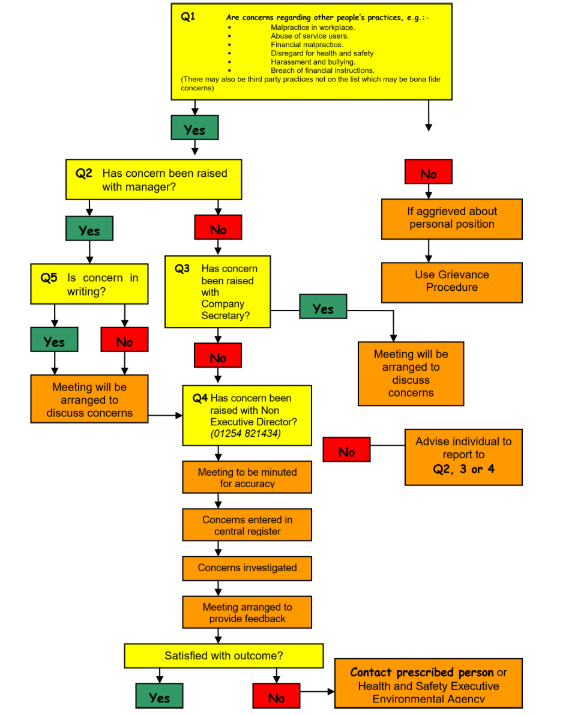 Q1 Are concerns regarding other people's practices, e.g.:-
▪ Malpractice in workplace.
▪ Abuse of service users.
▪ Financial malpractice.
▪ Disregard for health and safety
▪ Harassment and bullying.
▪ Breach of financial instructions.
(There may also be third party practices not on the list which may be bona fide
concerns)
Yes
No
Q2 Has concern been raised
with manager?
If aggrieved about
personal position
Yes
No
Q5 Is concern in
writing?
Q3 Has concern
been raised
with
Company
Secretary?
Use Grievance
Procedure
Yes
Yes
No
No
Meeting will be
arranged to
discuss
concerns
Meeting will be
arranged to
discuss concerns
Q4 Has concern been
raised with Non
Executive Director?
(01254 821434)
No
Advise individual to
report to
Q2, 3 or 4
Meeting to be minuted
for accuracy
Concerns entered in
central register
Concerns investigated
Meeting arranged to
provide feedback
Satisfied with outcome?
Yes
No
Contact prescribed person or
Health and Safety Executive
Environmental Agency